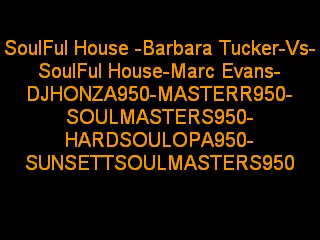 SoulFul House -Barbara Tucker-Vs-
SoulFul House-Marc Evans-
DJHONZA950-MASTERR950-
SOULMASTERS950-
HARDSOULOPA950-
SUNSETTSOULMASTERS950